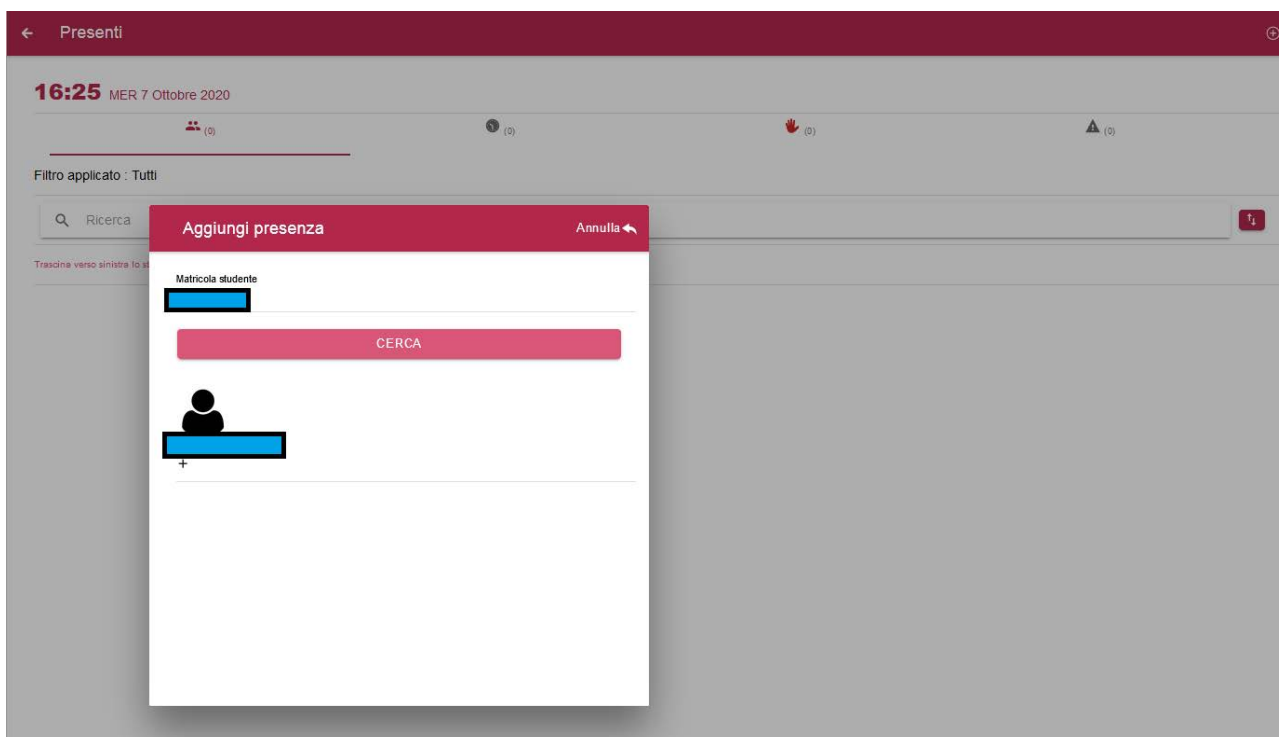 Presenti
16:25 MER 7 Ottobre 2020
(0) (0) (0) (0)
Filtro applicato : Tutti
Ricerca
Trascina verso sinistra lo
Aggiungi presenza Annulla
Matricola studente
CERCA
+